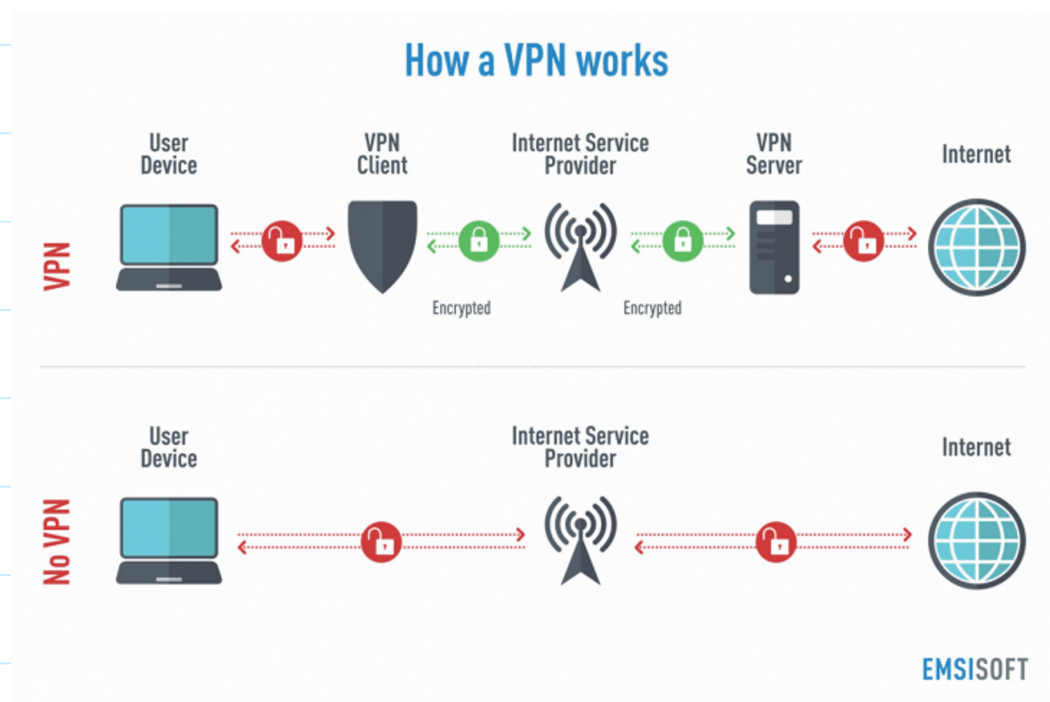 How a VPN works
User
Device
VPN
Client
Internet Service
Provider
VPN
Server
Internet
VPN
Encrypted
Encrypted
User
Device
Internet Service
Provider
Internet
No VPN
EMSISOFT